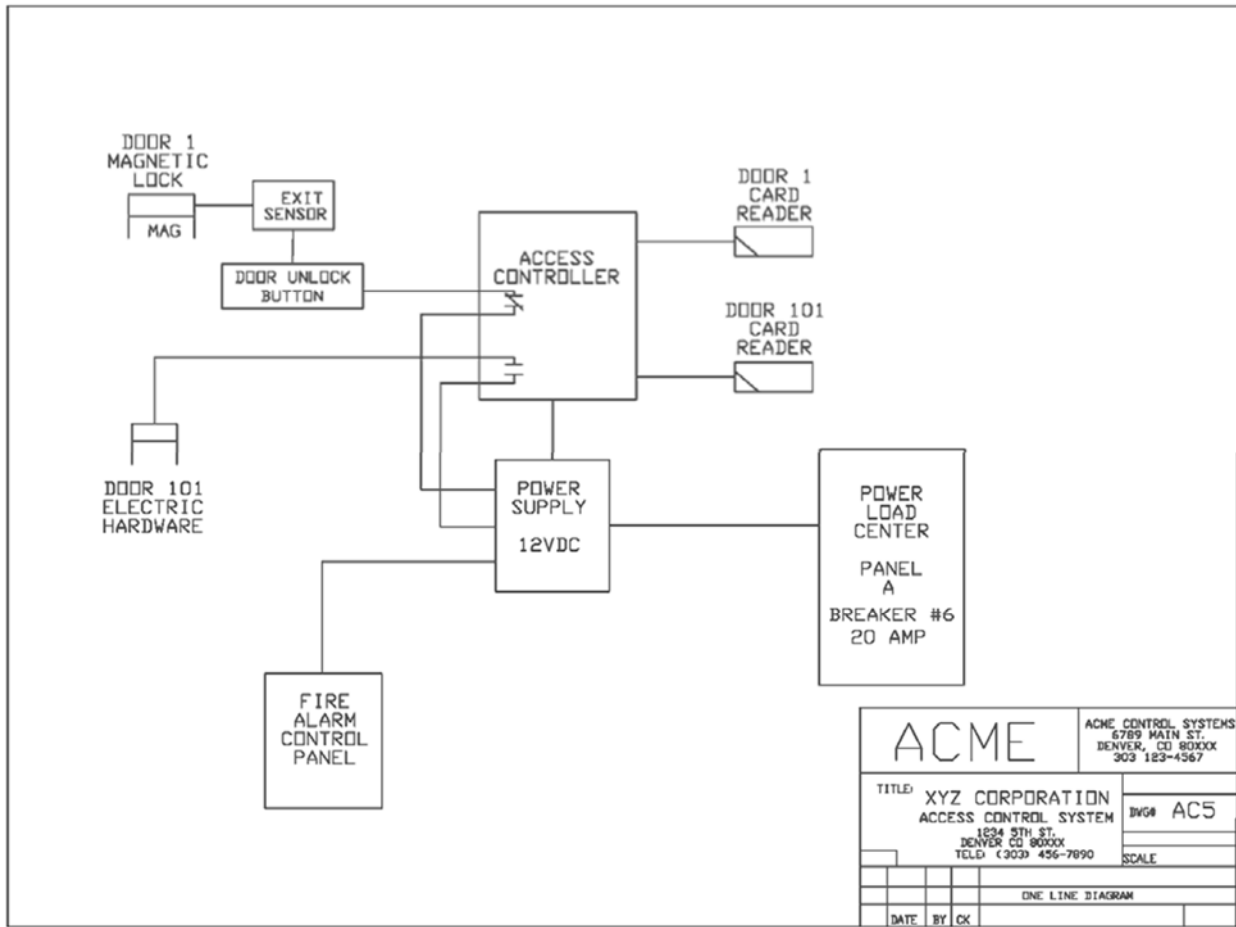 DOOR 1
MAGNETIC
LOCK
MAG
EXIT
SENSOR
DOOR UNLOCK
BUTTON
ACCESS
CONTROLLER
DOOR 1
CARD
READER
DOOR 101
CARD
READER
DOOR 101
ELECTRIC
HARDWARE
POWER
SUPPLY
12VDC
POWER
LOAD
CENTER
PANEL
A
BREAKER #6
20 AMP
FIRE
ALARM
CONTROL
PANEL
ACME
ACME CONTROL SYSTEMS
6789 MAIN ST.
DENVER, CO 80XXX
303 123-4567
TITLE:
XYZ CORPORATION
ACCESS CONTROL SYSTEM
1234 5TH ST.
DENVER CO 80XXX
TELE: (303) 456-7890
DWG# AC5
SCALE
ONE LINE DIAGRAM
DATE BY CK